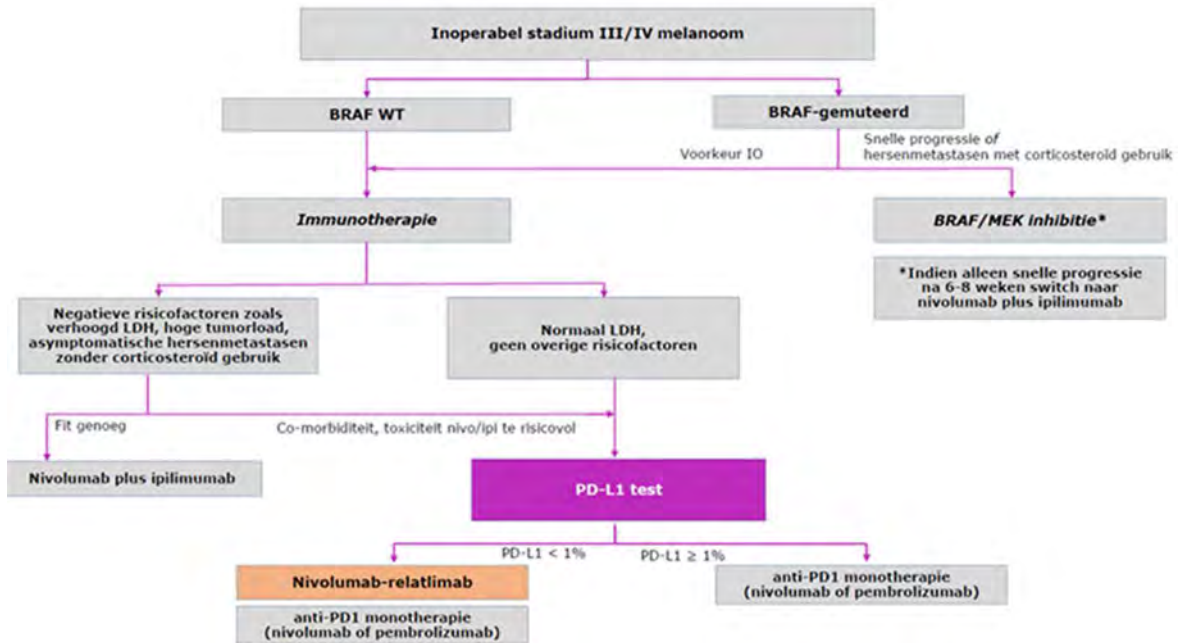 Inoperabel stadium III/IV melanoom
BRAF WT
BRAF-gemuteerd
Voorkeur IO
Snelle progressie of
hersenmetastasen met corticosteroid gebruik
Immunotherapie
BRAF/MEK inhibitie*
*Indien alleen snelle progressie
na 6-8 weken switch naar
nivolumab plus ipilimumab
Negatieve risicofactoren zoals
verhoogd LDH, hoge tumorload,
asymptomatische hersenmetastasen
zonder corticosteroïd gebruik
Normaal LDH,
geen overige risicofactoren
Fit genoeg
Co-morbiditeit, toxiciteit nivo/ipi te risicovol
Nivolumab plus ipilimumab
PD-L1 test
PD-L1 < 1%
PD-L1 ≥ 1%
Nivolumab-relatlimab
anti-PD1 monotherapie
(nivolumab of pembrolizumab)
anti-PD1 monotherapie
(nivolumab of pembrolizumab)